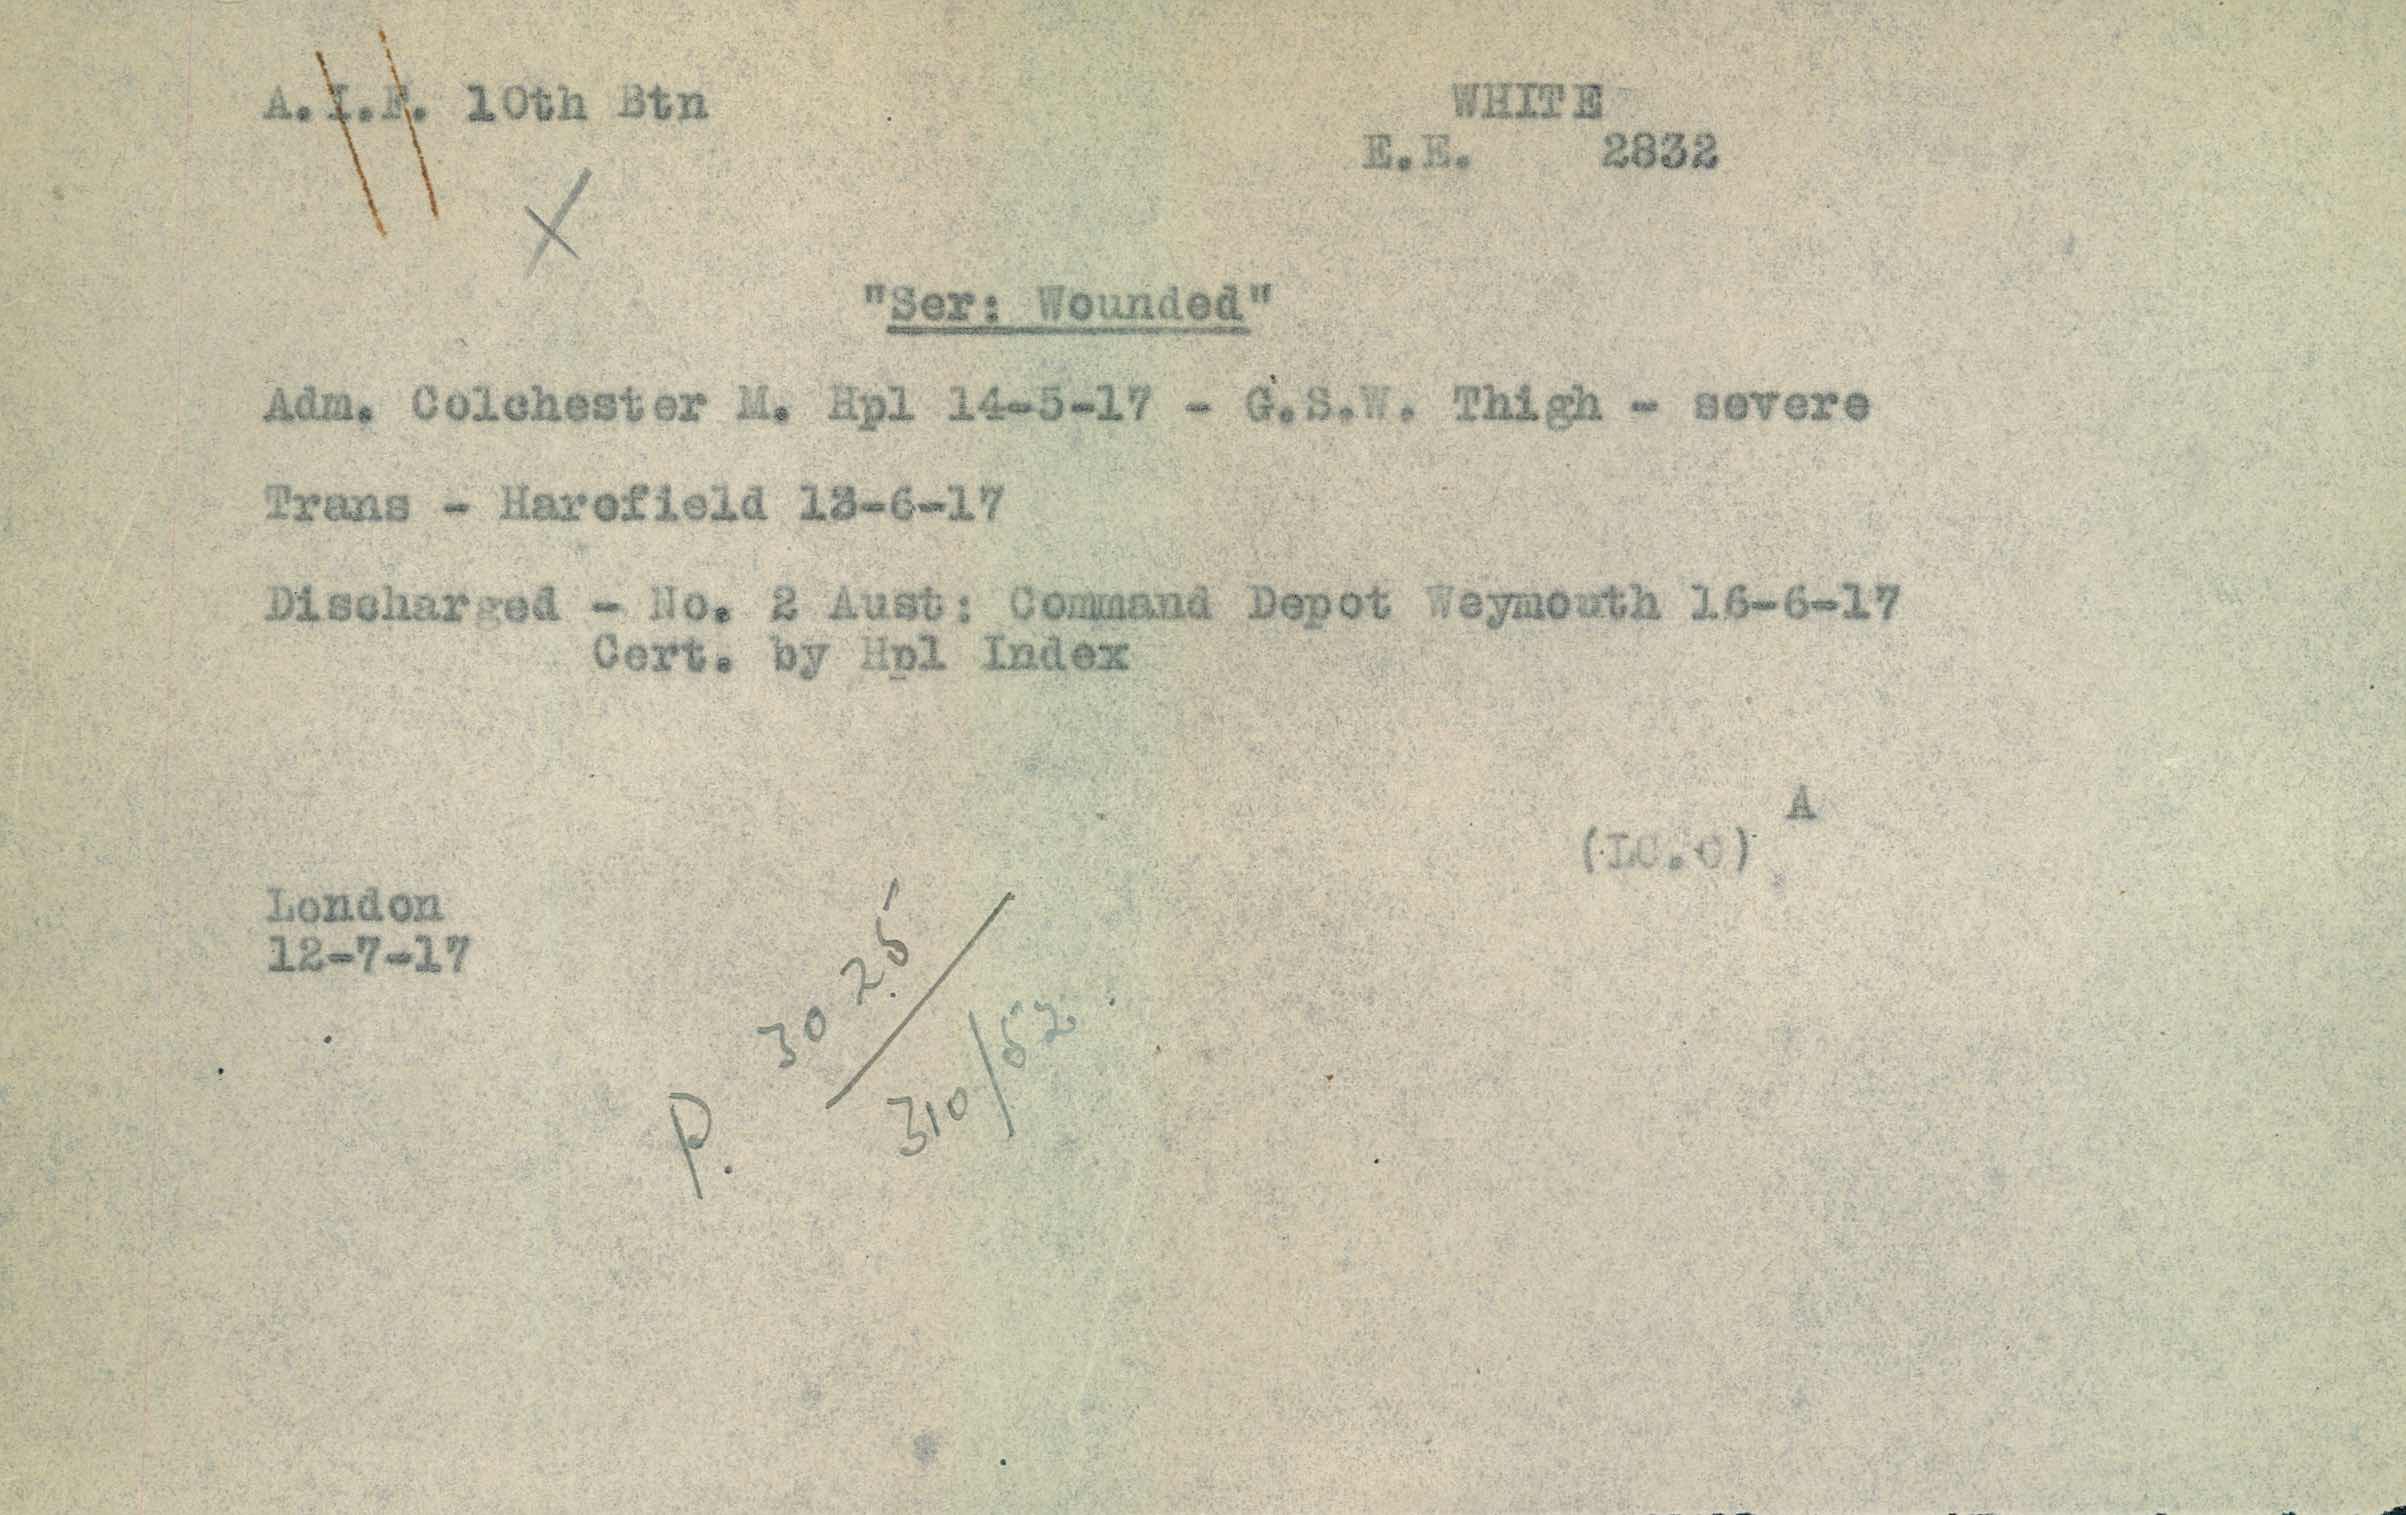 A.I.F. 10th Btn WHITE
E.E. 2832
"Ser: Wounded"
Adm. Colchester M. Hpl 14-5-17 - G.S.W. Thigh - severe
Trans - Harefield 13-6-17
Discharged - No. 2 Aust: Command Depot Weymouth 16-6-17
Cert. by Hpl Index
A
London
12-7-17
P. 3025
310/52